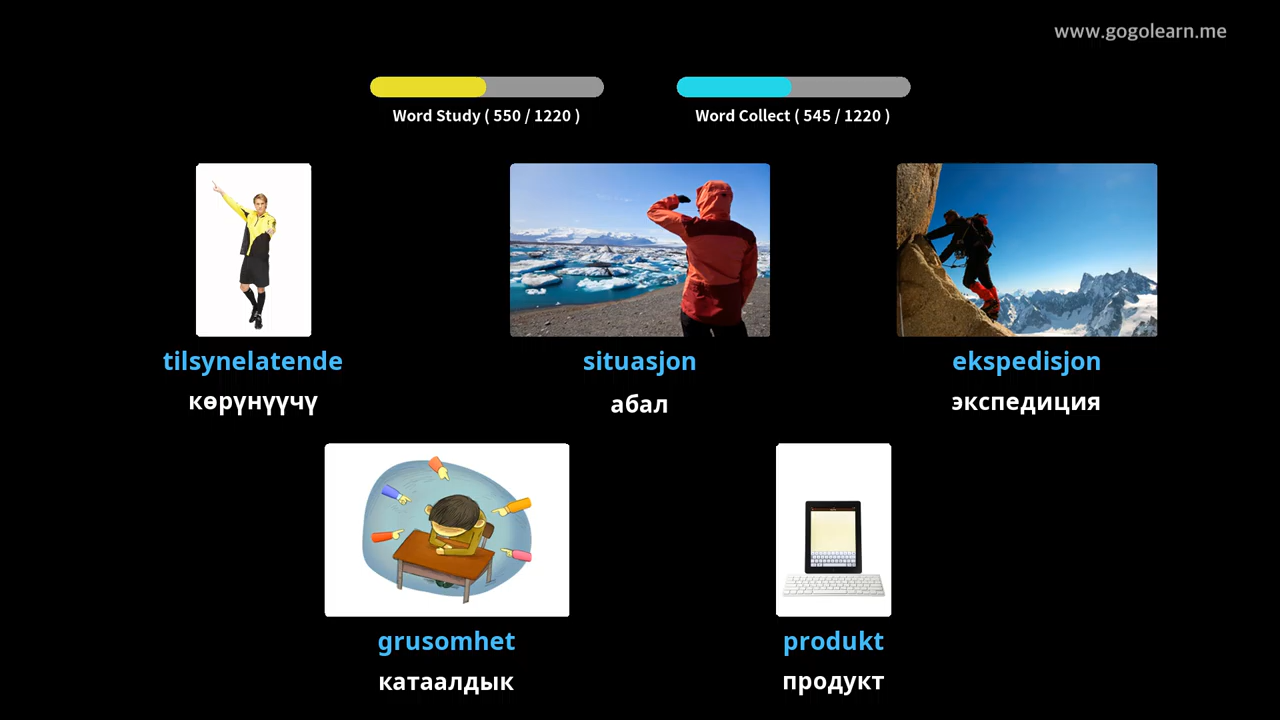 www.gogolearn.me
Word Study ( 550 / 1220 )
Word Collect ( 545 / 1220 )
tilsynelatende
көрүнүүчү
situasjon
абал
ekspedisjon
экспедиция
grusomhet
катаалдык
produkt
продукт